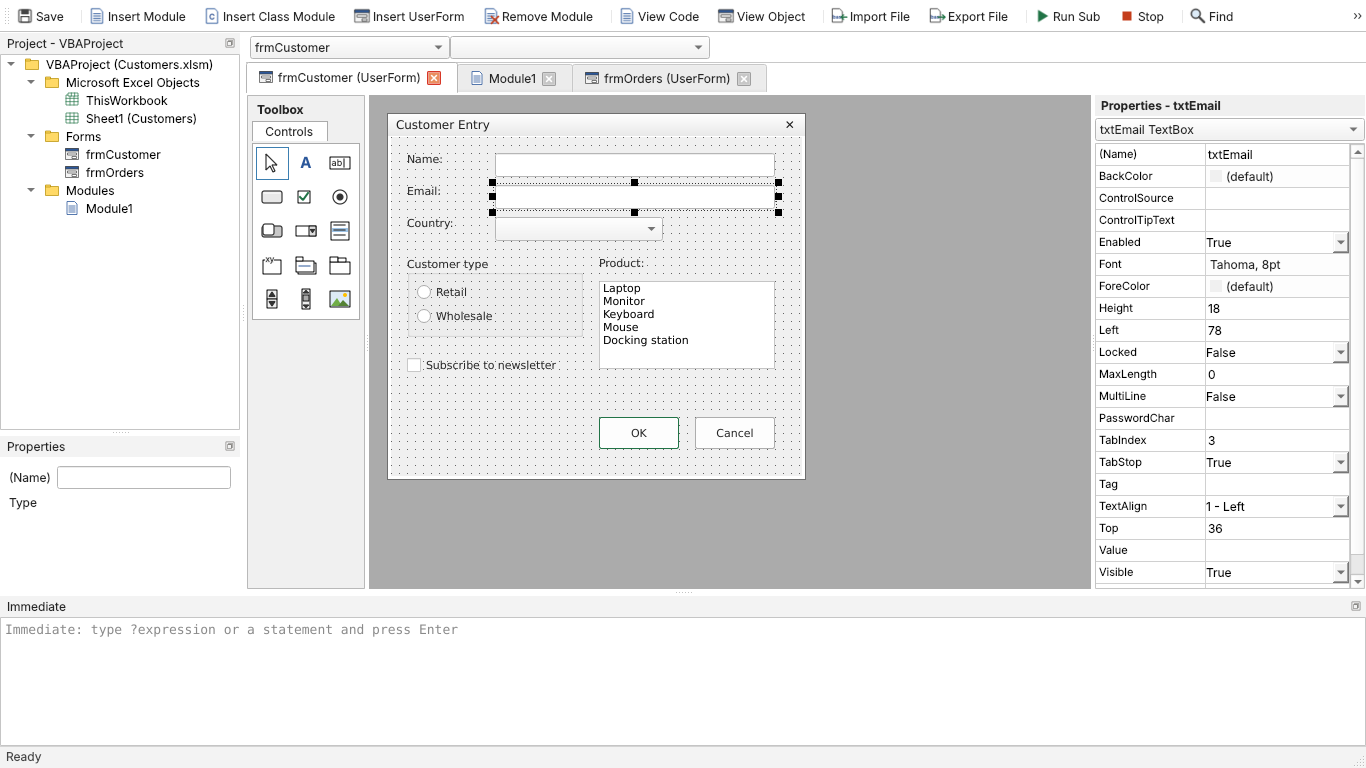 Save Insert Module Insert Class Module Insert UserForm Remove Module View Code View Object Import File Export File Run Sub Stop Find »
Project - VBAProject
VBAProject (Customers.xlsm)
Microsoft Excel Objects
ThisWorkbook
Sheet1 (Customers)
Forms
frmCustomer
frmOrders
Modules
Module1
Properties
(Name)
Type
frmCustomer
frmCustomer (UserForm) Module1 frmOrders (UserForm)
Toolbox
Controls
A ab|
xy
Customer Entry
Name:
Email:
Country:
Customer type
Retail
Wholesale
Subscribe to newsletter
Product:
Laptop
Monitor
Keyboard
Mouse
Docking station
OK Cancel
Properties - txtEmail
txtEmail TextBox
(Name) txtEmail
BackColor (default)
ControlSource
ControlTipText
Enabled True
Font Tahoma, 8pt
ForeColor (default)
Height 18
Left 78
Locked False
MaxLength 0
MultiLine False
PasswordChar
TabIndex 3
TabStop True
Tag
TextAlign 1 - Left
Top 36
Value
Visible True
Immediate
Immediate: type ?expression or a statement and press Enter
Ready